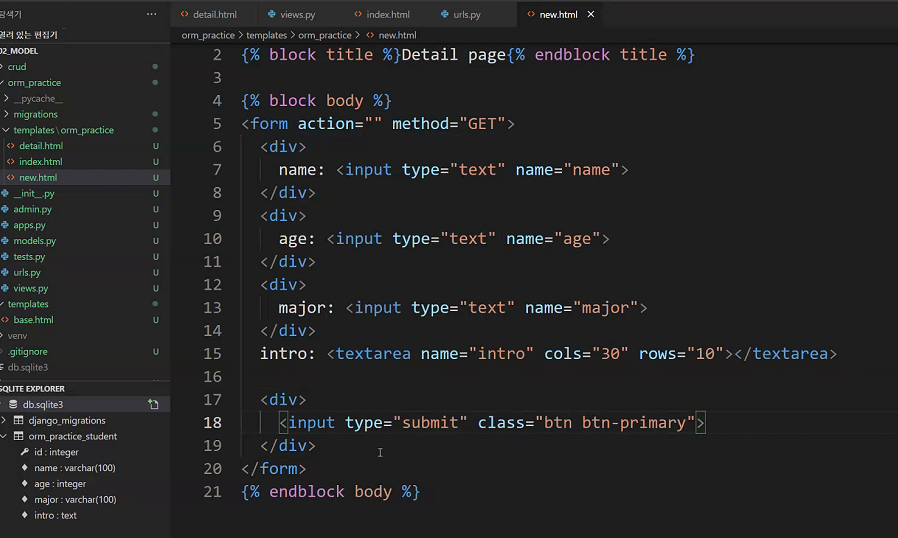 탐색기 ···
열려 있는 편집기
02_MODEL
crud
orm_practice
__pycache__
migrations
templates \ orm_practice
detail.html U
index.html U
new.html U
__init__.py U
admin.py U
apps.py U
models.py U
tests.py U
urls.py U
views.py U
templates
base.html U
venv
.gitignore U
db.sqlite3
SQLITE EXPLORER
db.sqlite3
django_migrations
orm_practice_student
id : integer
name : varchar(100)
age : integer
major : varchar(100)
intro : text
detail.html views.py index.html urls.py new.html
orm_practice > templates > orm_practice > new.html
2 {% block title %}Detail page{% endblock title %}
3
4 {% block body %}
5 <form action="" method="GET">
6 <div>
7 name: <input type="text" name="name">
8 </div>
9 <div>
10 age: <input type="text" name="age">
11 </div>
12 <div>
13 major: <input type="text" name="major">
14 </div>
15 intro: <textarea name="intro" cols="30" rows="10"></textarea>
16
17 <div>
18 <input type="submit" class="btn btn-primary">
19 </div>
20 </form>
21 {% endblock body %}